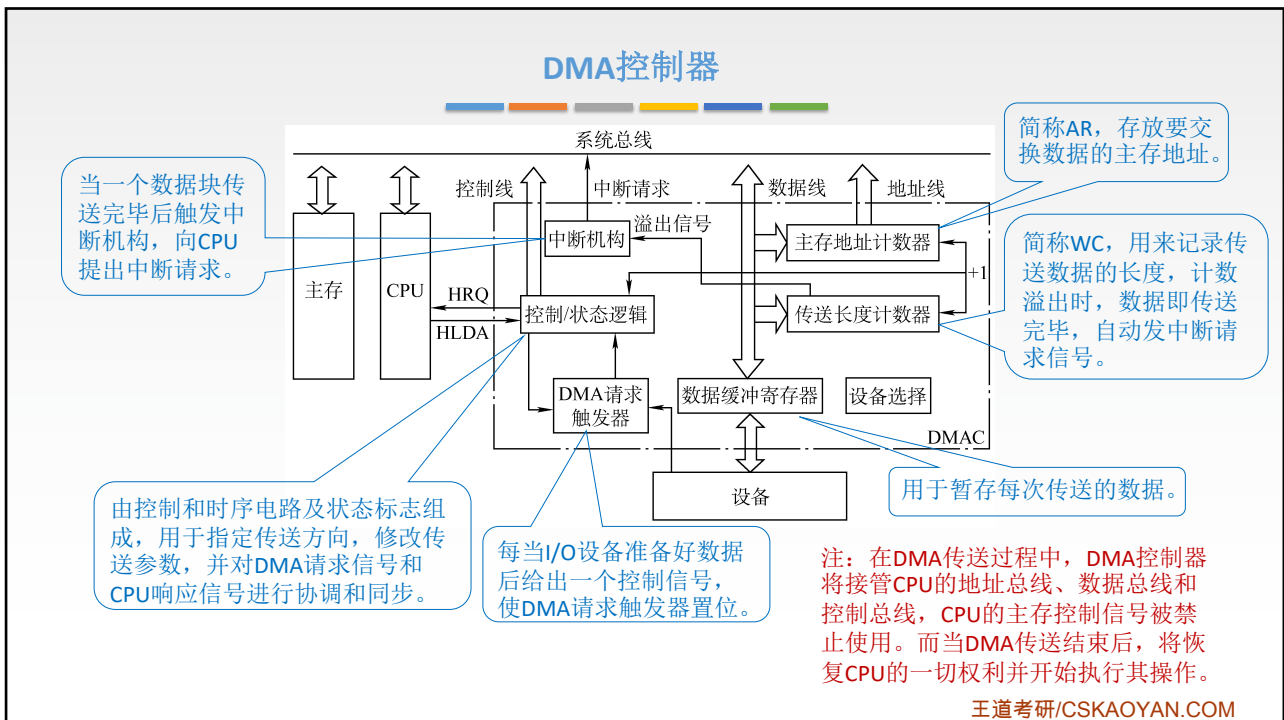 DMA控制器
系统总线
控制线
中断请求
数据线
地址线
简称AR，存放要交
换数据的主存地址。
当一个数据块传
送完毕后触发中
断机构，向CPU
提出中断请求。
主存
CPU
HRQ
HLDA
中断机构
溢出信号
主存地址计数器
+1
控制/状态逻辑
传送长度计数器
简称WC，用来记录传
送数据的长度，计数
溢出时，数据即传送
完毕，自动发中断请
求信号。
DMA请求
触发器
数据缓冲寄存器
设备选择
DMAC
设备
由控制和时序电路及状态标志组
成，用于指定传送方向，修改传
送参数，并对DMA请求信号和
CPU响应信号进行协调和同步。
每当I/O设备准备好数据
后给出一个控制信号，
使DMA请求触发器置位。
用于暂存每次传送的数据。
注：在DMA传送过程中，DMA控制器
将接管CPU的地址总线、数据总线和
控制总线，CPU的主存控制信号被禁
止使用。而当DMA传送结束后，将恢
复CPU的一切权利并开始执行其操作。
王道考研/CSKAOYAN.COM